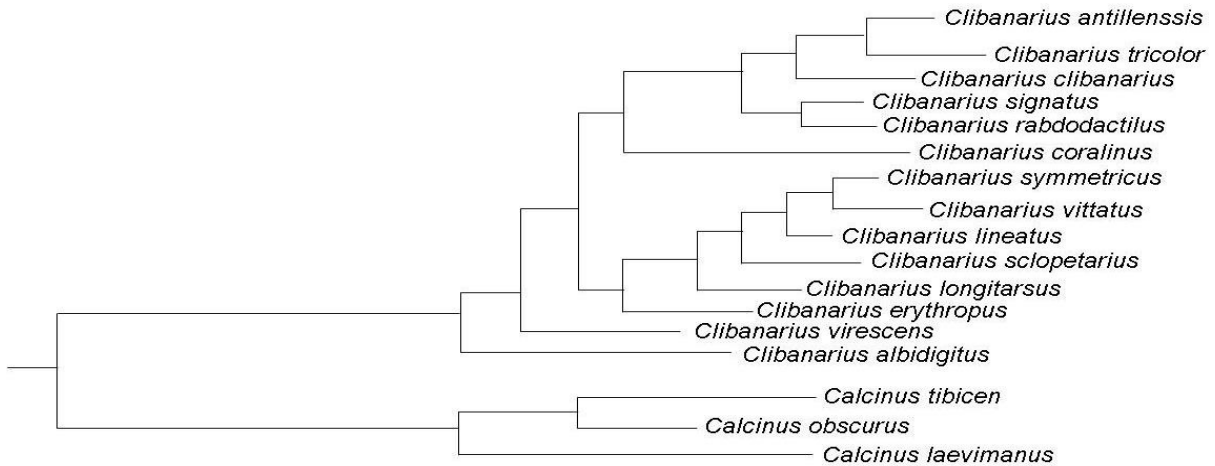 Clibanarius antillenssis
Clibanarius tricolor
Clibanarius clibanarius
Clibanarius signatus
Clibanarius rabdodactilus
Clibanarius coralinus
Clibanarius symmetricus
Clibanarius vittatus
Clibanarius lineatus
Clibanarius sclopetarius
Clibanarius longitarsus
Clibanarius erythropus
Clibanarius virescens
Clibanarius albidigitus
Calcinus tibicen
Calcinus obscurus
Calcinus laevimanus